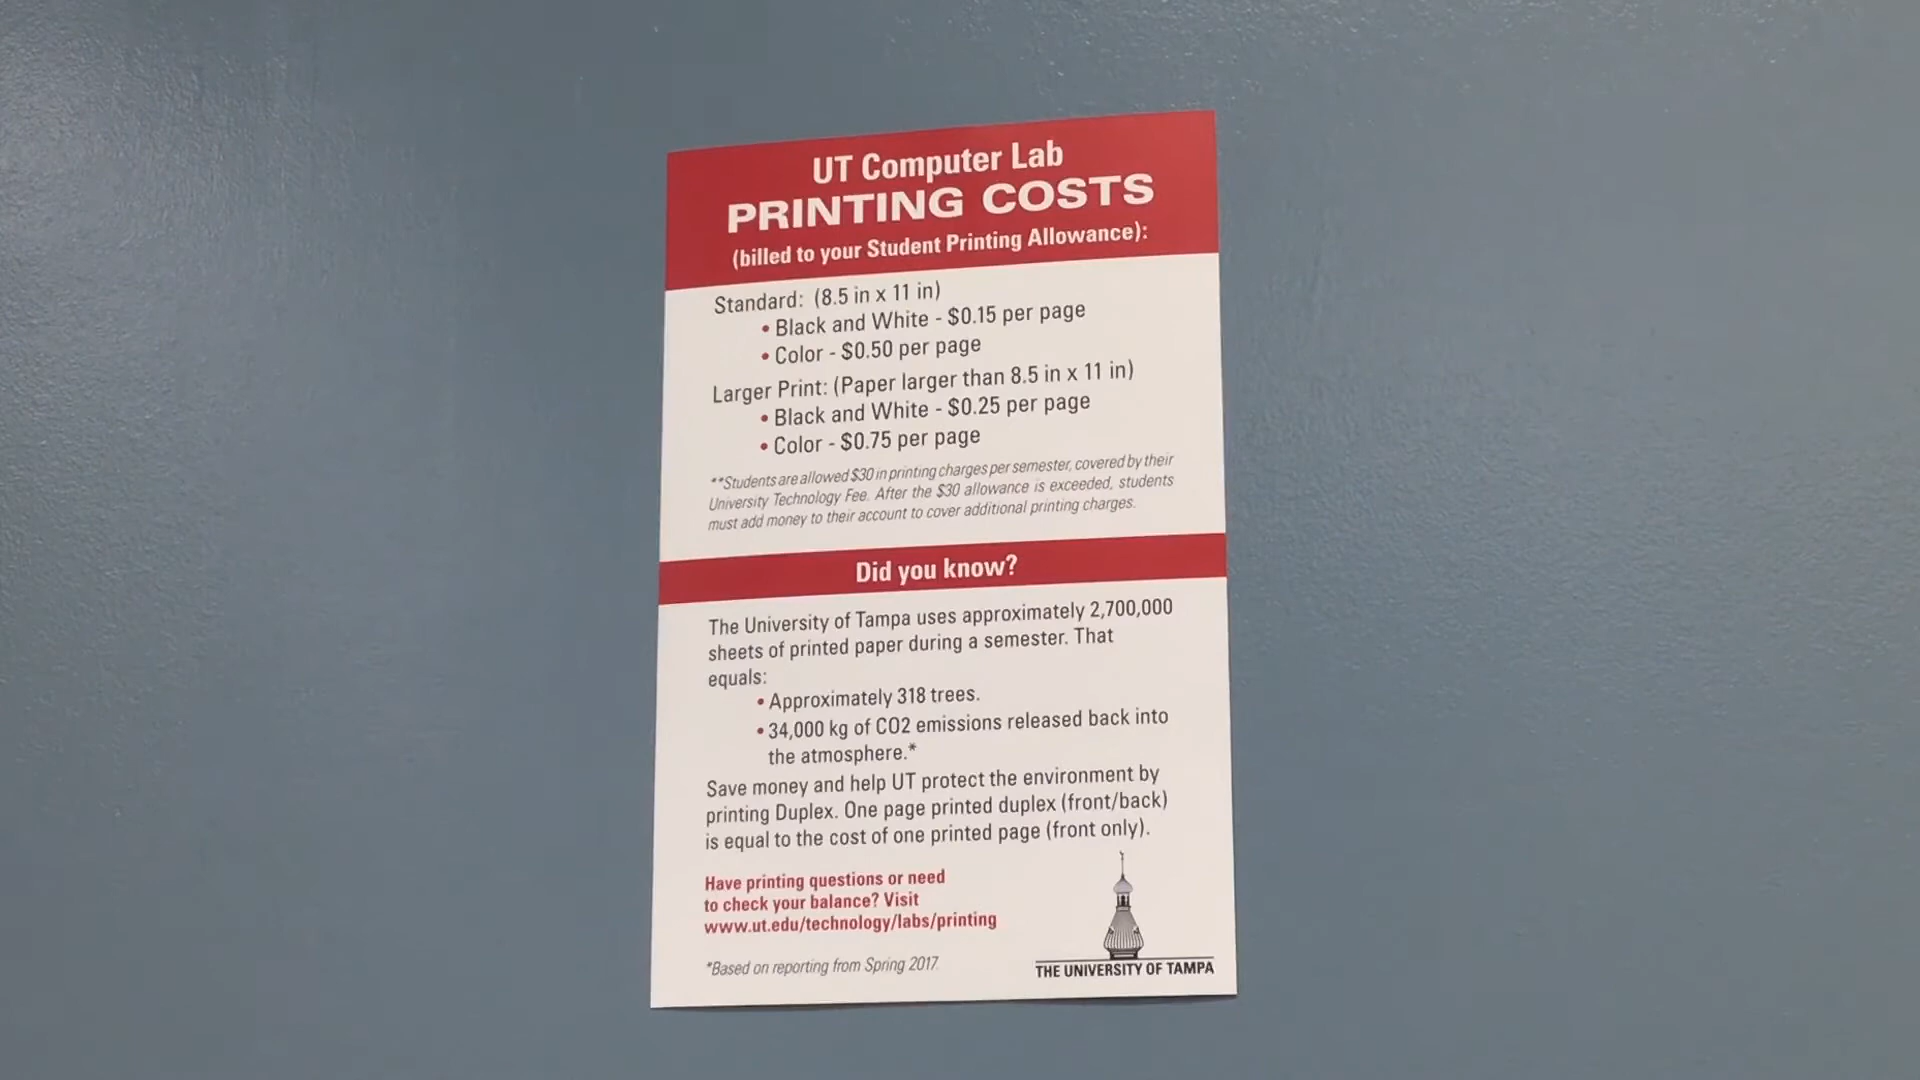 UT Computer Lab
PRINTING COSTS
(billed to your Student Printing Allowance):
Standard: (8.5 in x 11 in)
• Black and White - $0.15 per page
• Color - $0.50 per page
Larger Print: (Paper larger than 8.5 in x 11 in)
• Black and White - $0.25 per page
• Color - $0.75 per page
**Students are allowed $30 in printing charges per semester, covered by their
University Technology Fee. After the $30 allowance is exceeded, students
must add money to their account to cover additional printing charges.
Did you know?
The University of Tampa uses approximately 2,700,000
sheets of printed paper during a semester. That
equals:
• Approximately 318 trees.
• 34,000 kg of CO2 emissions released back into
the atmosphere.*
Save money and help UT protect the environment by
printing Duplex. One page printed duplex (front/back)
is equal to the cost of one printed page (front only).
Have printing questions or need
to check your balance? Visit
www.ut.edu/technology/labs/printing
*Based on reporting from Spring 2017.
THE UNIVERSITY OF TAMPA